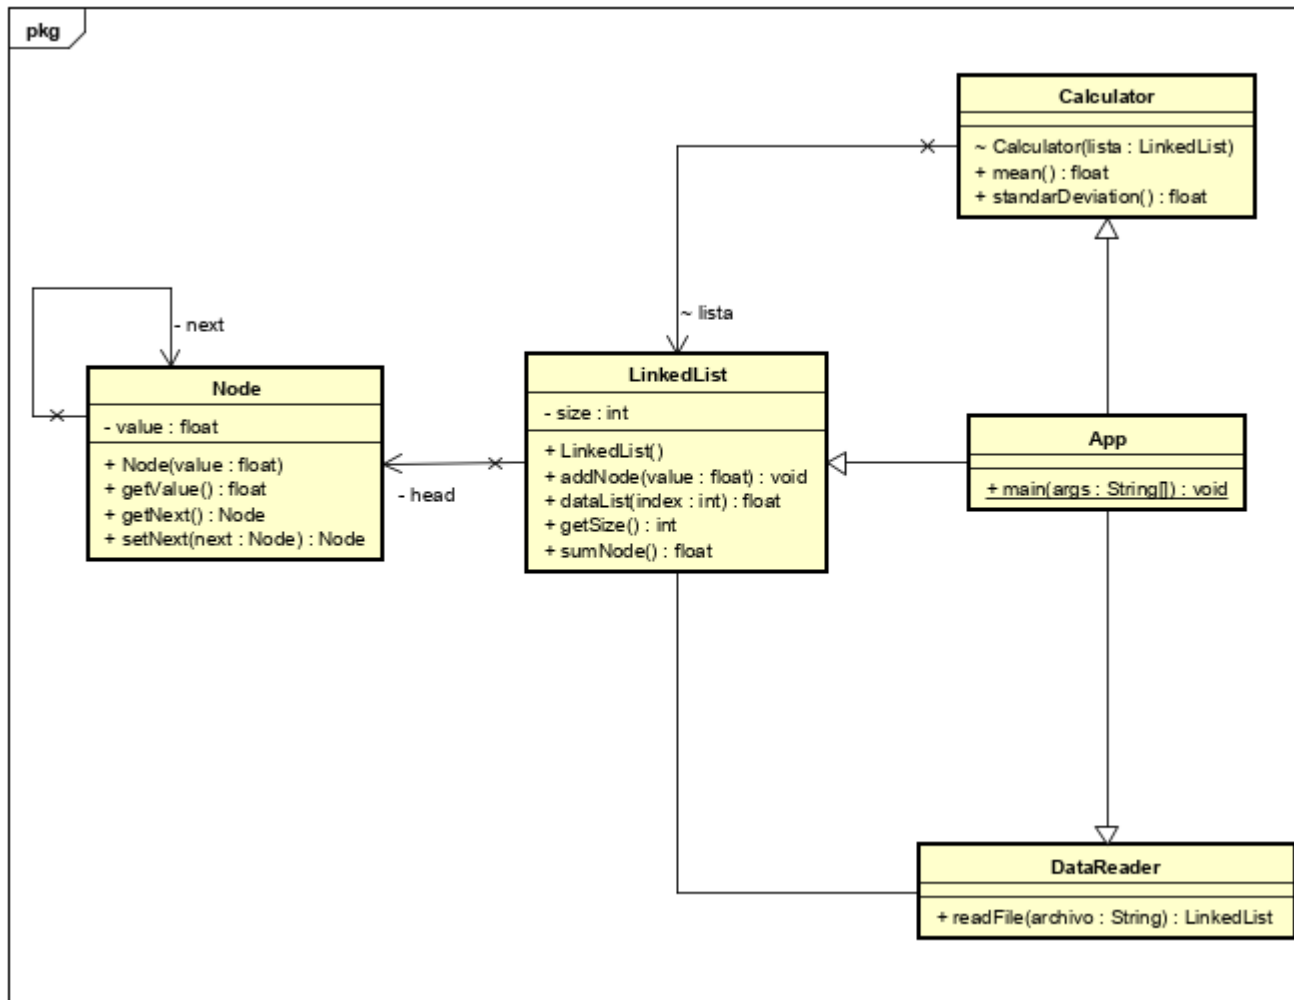 pkg
Calculator
~ Calculator(lista : LinkedList)
+ mean() : float
+ standarDeviation() : float
~ lista
- next
Node
- value : float
+ Node(value : float)
+ getValue() : float
+ getNext() : Node
+ setNext(next : Node) : Node
- head
LinkedList
- size : int
+ LinkedList()
+ addNode(value : float) : void
+ dataList(index : int) : float
+ getSize() : int
+ sumNode() : float
App
+ main(args : String[]) : void
DataReader
+ readFile(archivo : String) : LinkedList